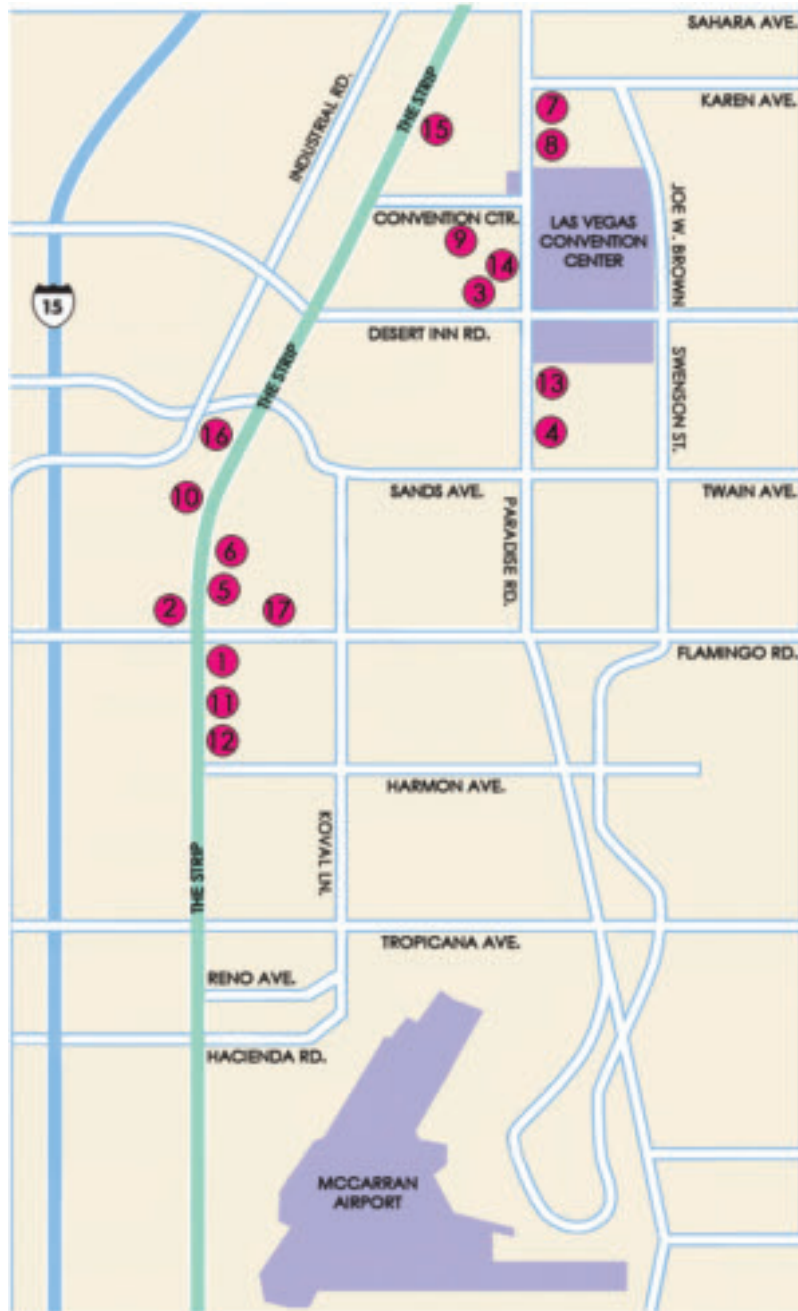 SAHARA AVE.
KAREN AVE.
7
INDUSTRIAL RD.
THE STRIP
15
8
JOE W. BROWN
CONVENTION CTR.
LAS VEGAS
CONVENTION
CENTER
9
14
3
15
DESERT INN RD.
THE STRIP
SWENSON ST.
13
4
16
10
SANDS AVE.
TWAIN AVE.
PARADISE RD.
6
5
2
17
FLAMINGO RD.
1
11
12
HARMON AVE.
KOVAL LN.
THE STRIP
TROPICANA AVE.
RENO AVE.
HACIENDA RD.
MCCARRAN
AIRPORT